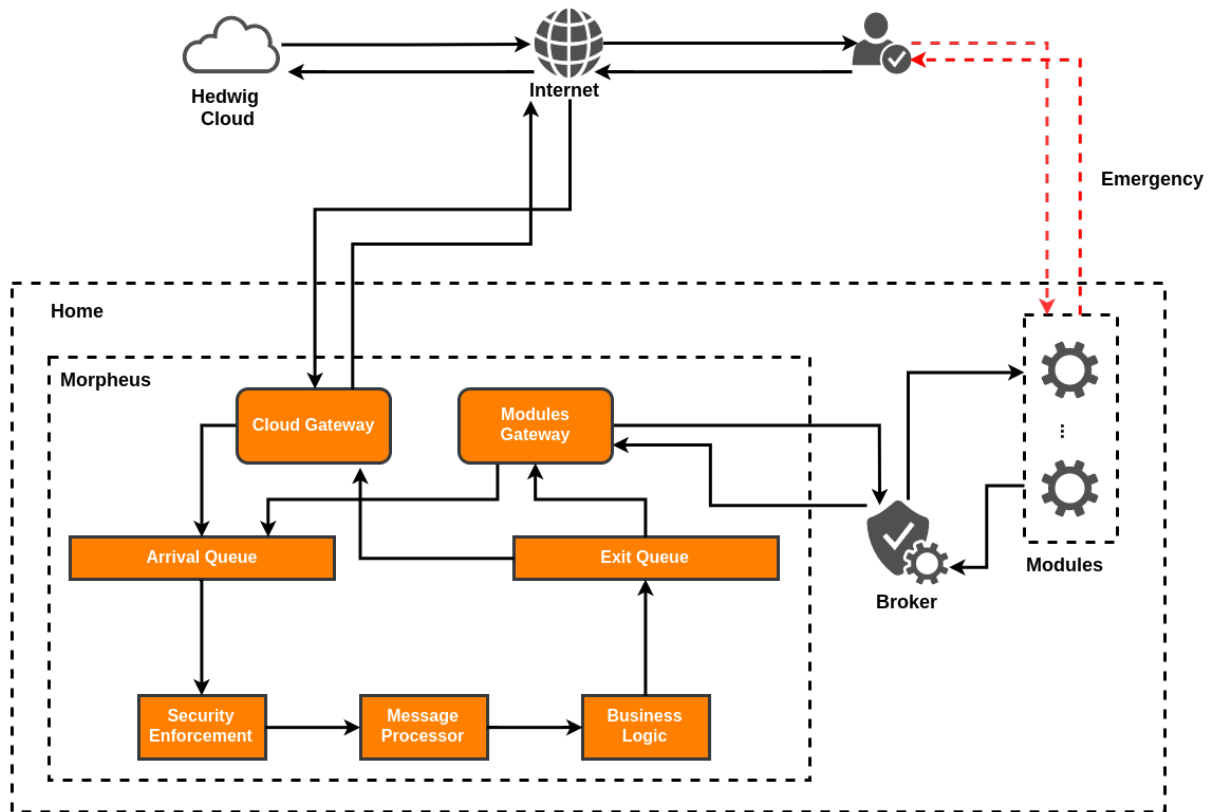 Hedwig
Cloud
Internet
Emergency
Home
Morpheus
Cloud Gateway
Modules
Gateway
Arrival Queue
Exit Queue
Broker
...
Modules
Security
Enforcement
Message
Processor
Business
Logic